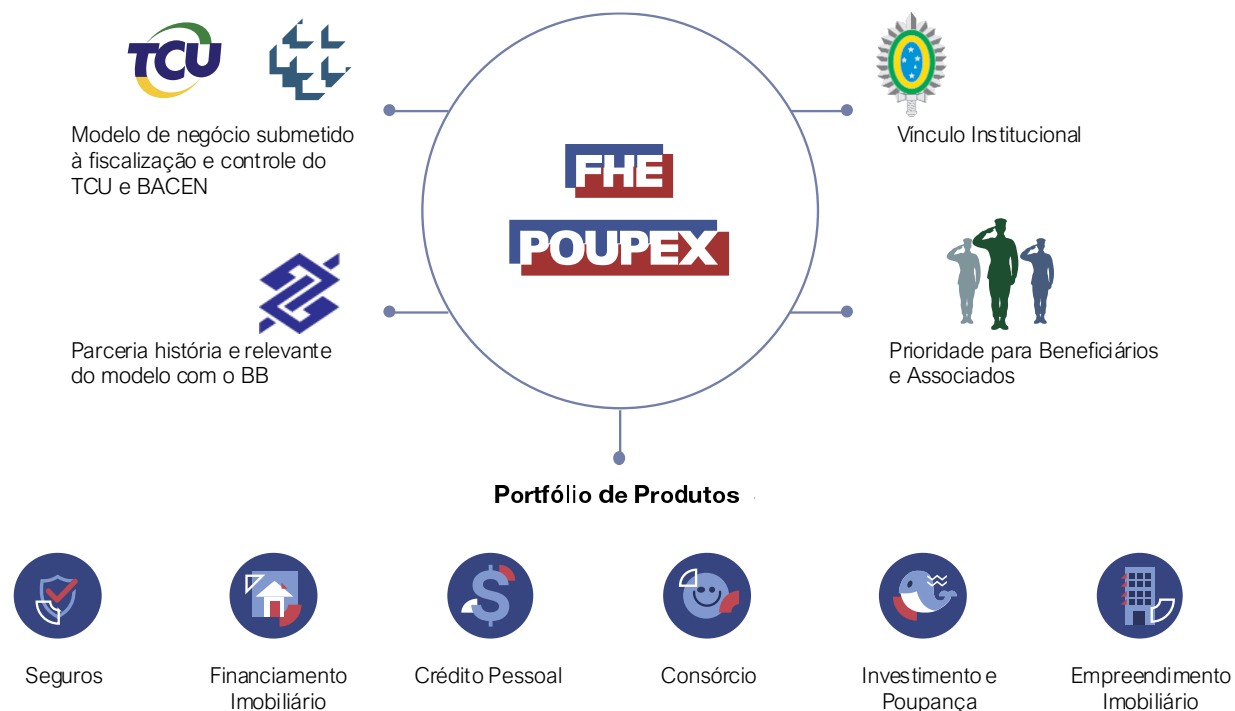 TCU
Modelo de negócio submetido
à fiscalização e controle do
TCU e BACEN
Vínculo Institucional
FHE
POUPEX
Parceria história e relevante
do modelo com o BB
Prioridade para Beneficiários
e Associados
Portfólio de Produtos
Seguros
Financiamento
Imobiliário
Crédito Pessoal
Consórcio
Investimento e
Poupança
Empreendimento
Imobiliário